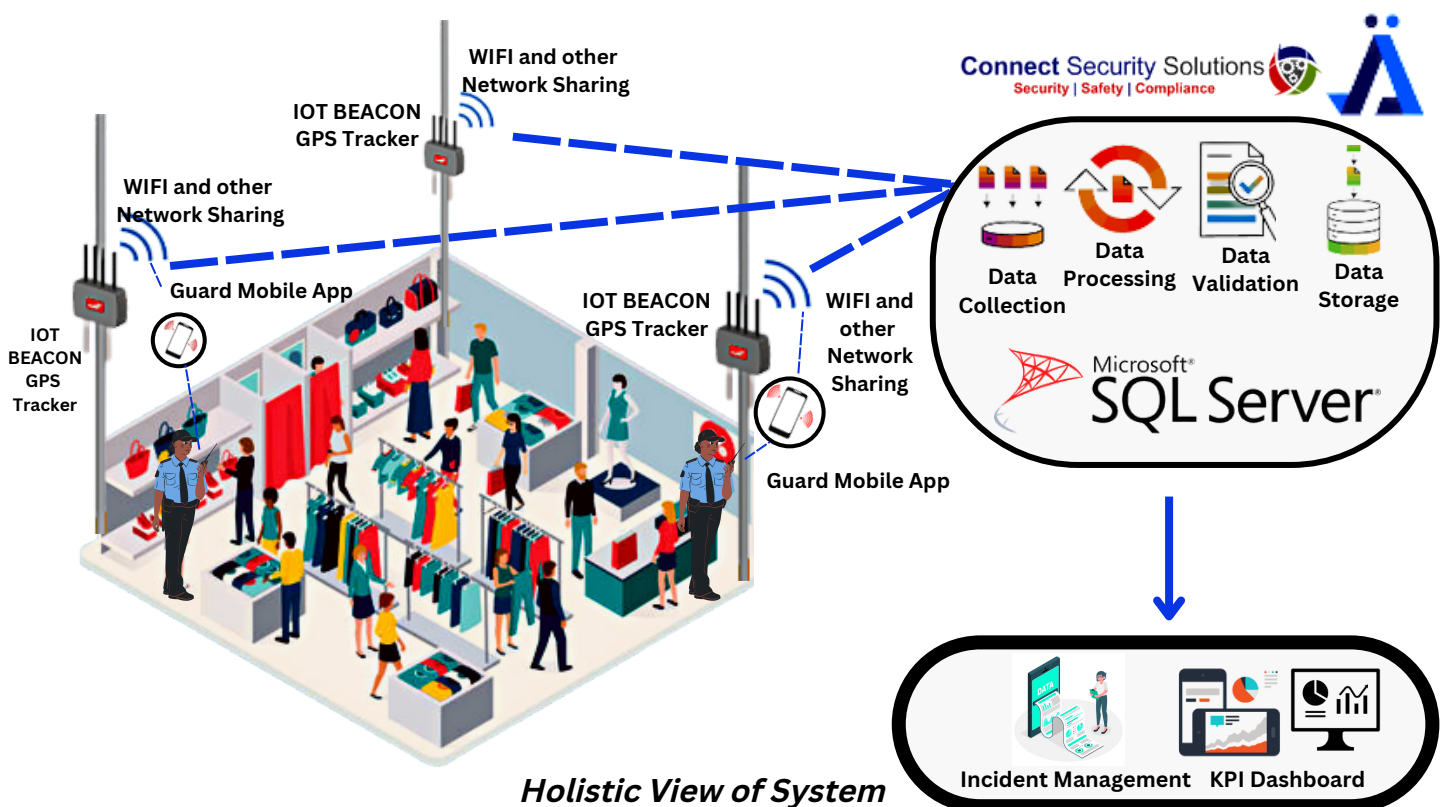 WIFI and other
Network Sharing
IOT BEACON
GPS Tracker
WIFI and other
Network Sharing
Guard Mobile App
IOT
BEACON
GPS
Tracker
IOT BEACON
GPS Tracker
WIFI and
other
Network
Sharing
Guard Mobile App
Connect Security Solutions
Security | Safety | Compliance
Data
Collection
Data
Processing
Data
Validation
Data
Storage
Microsoft®
SQL Server®
DATA
Incident Management
KPI Dashboard
Holistic View of System